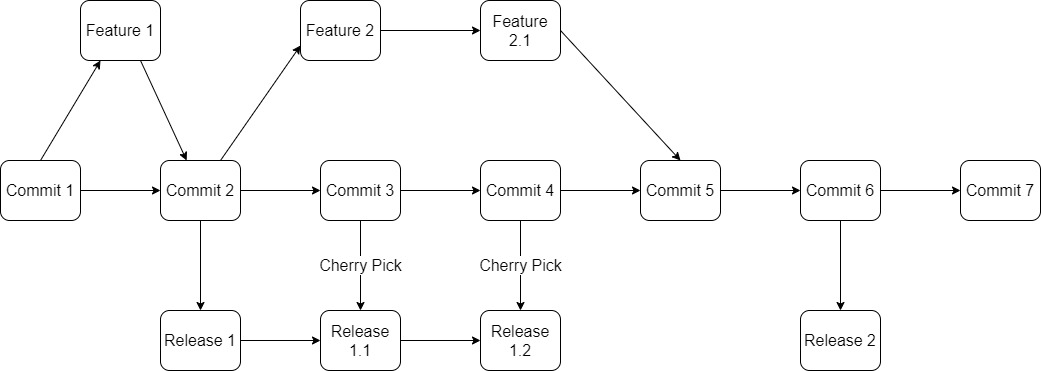 Feature 1
Feature 2
Feature
2.1
Commit 1
Commit 2
Commit 3
Commit 4
Commit 5
Commit 6
Commit 7
Cherry Pick
Cherry Pick
Release 1
Release
1.1
Release
1.2
Release 2